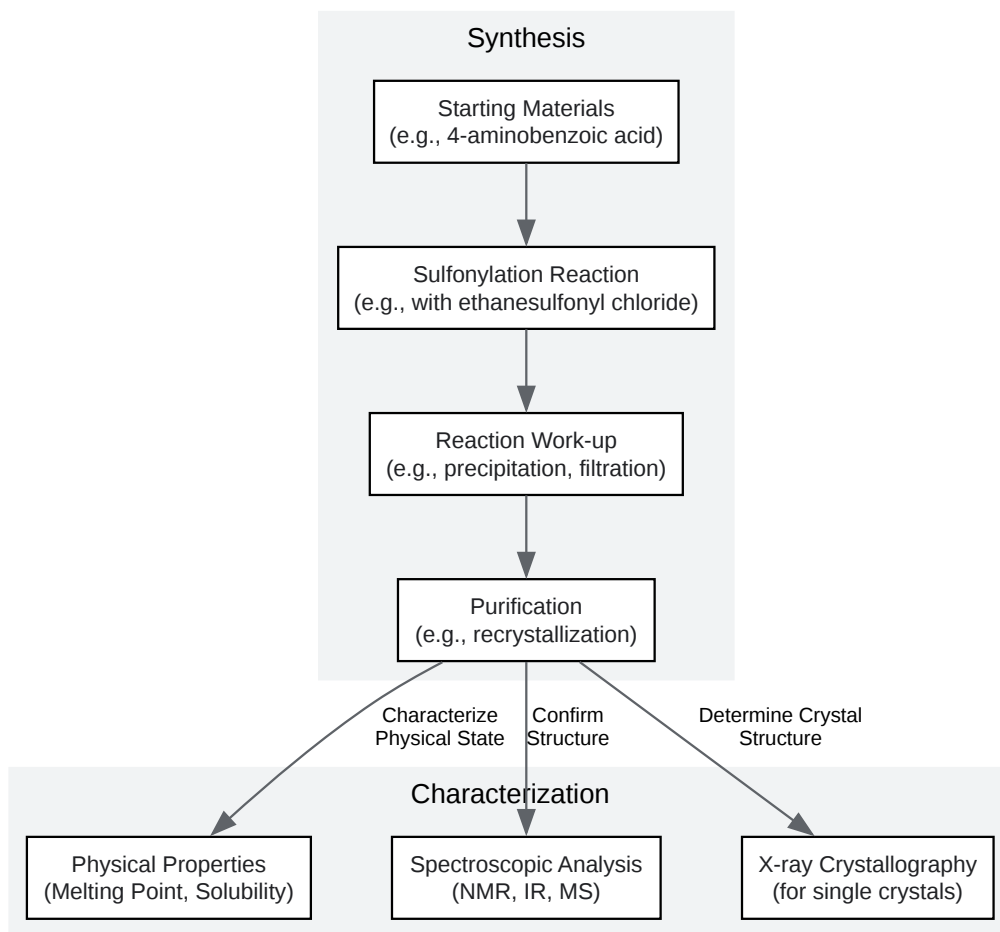 Synthesis
Starting Materials
(e.g., 4-aminobenzoic acid)
Sulfonylation Reaction
(e.g., with ethanesulfonyl chloride)
Reaction Work-up
(e.g., precipitation, filtration)
Purification
(e.g., recrystallization)
Characterize
Physical State
Confirm
Structure
Determine Crystal
Structure
Characterization
Physical Properties
(Melting Point, Solubility)
Spectroscopic Analysis
(NMR, IR, MS)
X-ray Crystallography
(for single crystals)